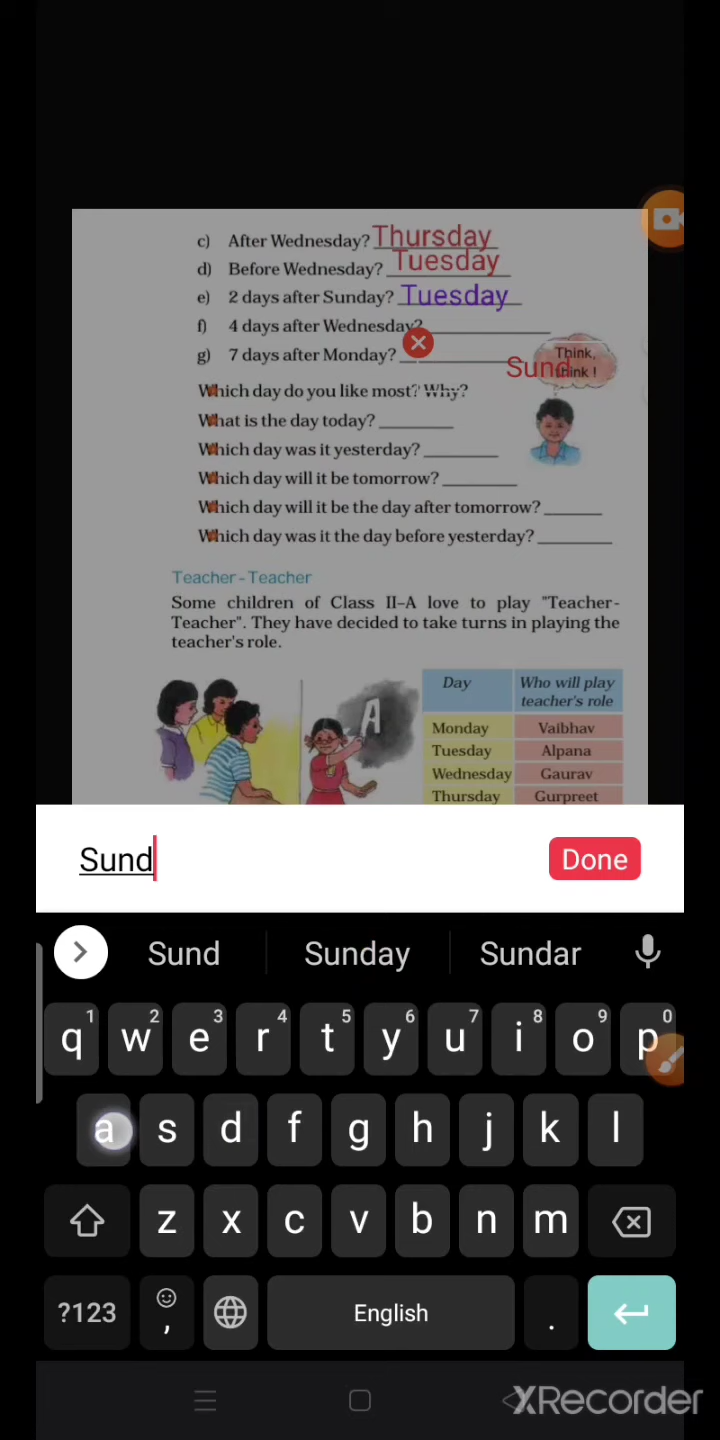 c) After Wednesday? Thursday
d) Before Wednesday? Tuesday
e) 2 days after Sunday? Tuesday
f) 4 days after Wednesday?
g) 7 days after Monday?
Sund
Think,
think !
Which day do you like most? Why?
What is the day today?
Which day was it yesterday?
Which day will it be tomorrow?
Which day will it be the day after tomorrow?
Which day was it the day before yesterday?
Teacher - Teacher
Some children of Class II-A love to play "Teacher-
Teacher". They have decided to take turns in playing the
teacher's role.
A
Day Who will play
teacher's role
Monday Vaibhav
Tuesday Alpana
Wednesday Gaurav
Thursday Gurpreet
Sund Done
Sund Sunday Sundar
1 2 3 4 5 6 7 8 9 0
q w e r t y u i o p
a s d f g h j k l
z x c v b n m
?123 , English .
XRecorder